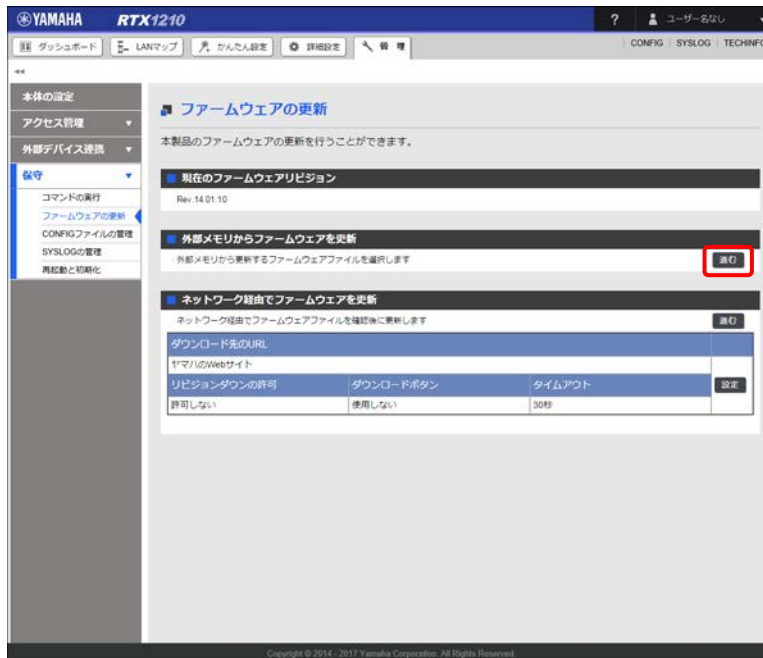 YAMAHA RTX1210 ? ユーザー名なし
ダッシュボード LANマップ かんたん設定 詳細設定 管理 CONFIG SYSLOG TECHINFO
本体の設定
アクセス管理
外部デバイス連携
保守
コマンドの実行
ファームウェアの更新
CONFIGファイルの管理
SYSLOGの管理
再起動と初期化
ファームウェアの更新
本製品のファームウェアの更新を行うことができます。
現在のファームウェアリビジョン
Rev.14.01.10
外部メモリからファームウェアを更新
外部メモリから更新するファームウェアファイルを選択します 進む
ネットワーク経由でファームウェアを更新
ネットワーク経由でファームウェアファイルを確認後に更新します 進む
ダウンロード先のURL
ヤマハのWebサイト
リビジョンダウンの許可 ダウンロードボタン タイムアウト 設定
許可しない 使用しない 30秒
Copyright © 2014 - 2017 Yamaha Corporation. All Rights Reserved.